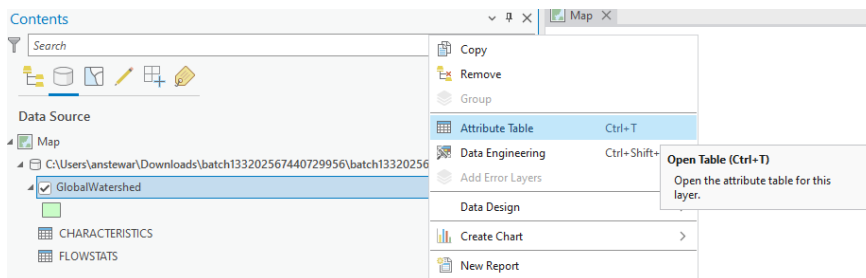 Contents
Map
Search
Data Source
Map
C:\Users\anstewar\Downloads\batch133202567440729956\batch13320256
GlobalWatershed
CHARACTERISTICS
FLOWSTATS
Copy
Remove
Group
Attribute Table Ctrl+T
Data Engineering Ctrl+Shift+
Add Error Layers
Data Design
Create Chart
New Report
Open Table (Ctrl+T)
Open the attribute table for this
layer.